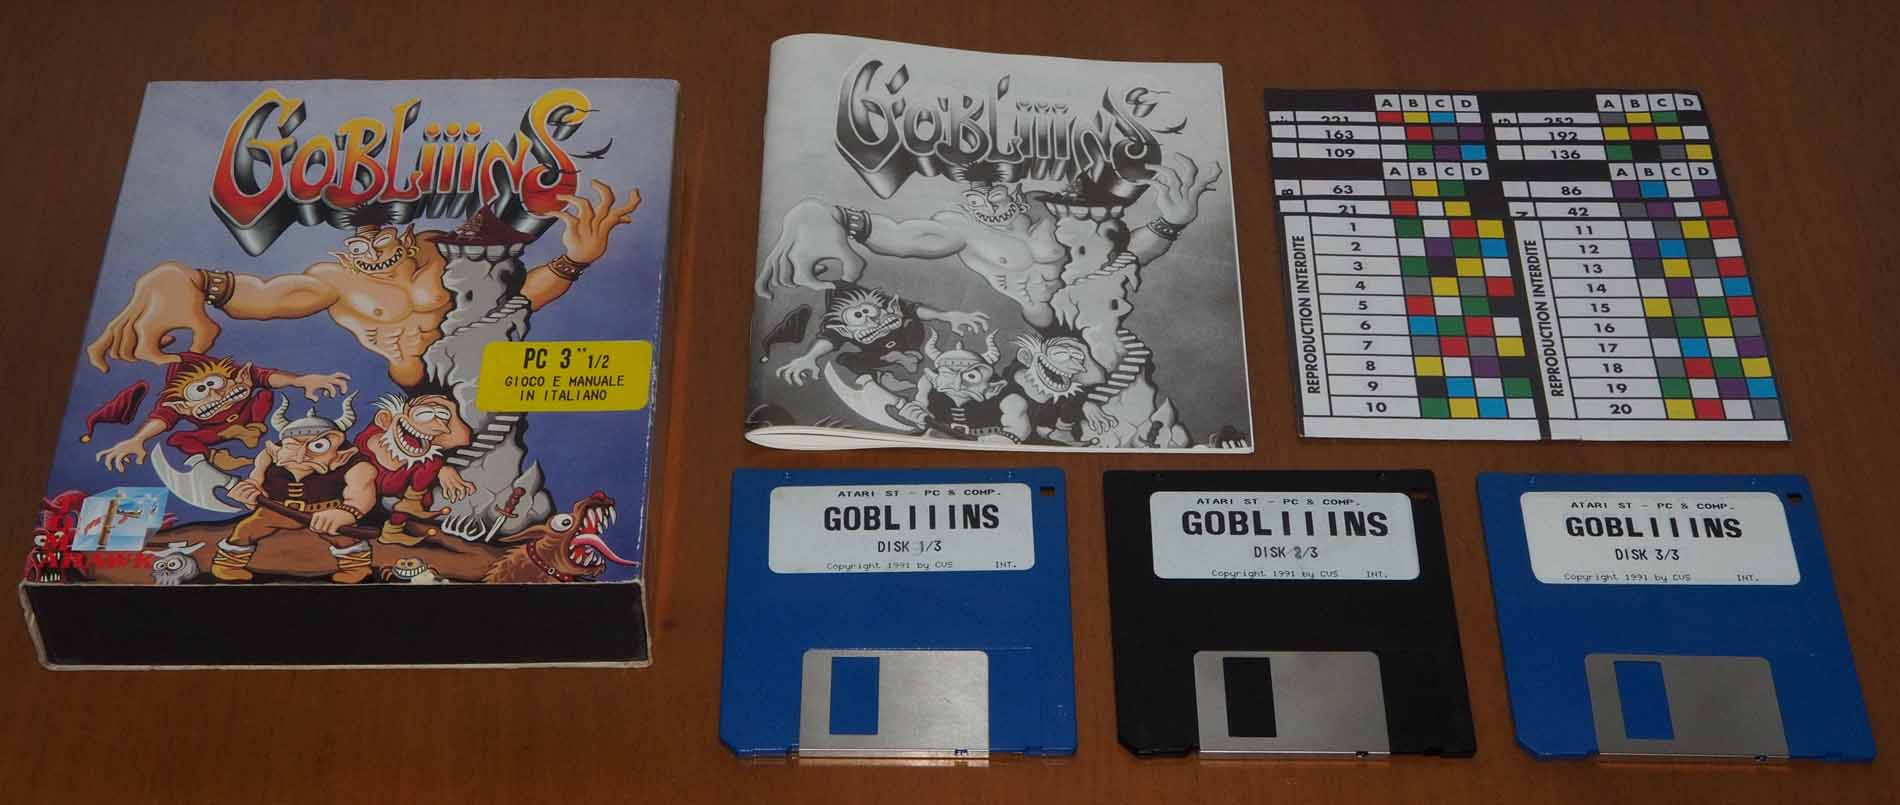 GOBLiiiNS
PC 3" 1/2
GIOCO E MANUALE
IN ITALIANO
GOBLiiiNS
A B C D
221
163
109
A B C D
63
21
1
2
3
4
5
6
7
8
9
10
REPRODUCTION INTERDITE
A B C D
252
192
136
A B C D
86
42
11
12
13
14
15
16
17
18
19
20
REPRODUCTION INTERDITE
ATARI ST - PC & COMP.
GOBLIIINS
DISK 1/3
Copyright 1991 by CVS INT.
ATARI ST - PC & COMP.
GOBLIIINS
DISK 2/3
Copyright 1991 by CVS INT.
ATARI ST - PC & COMP.
GOBLIIINS
DISK 3/3
Copyright 1991 by CVS INT.